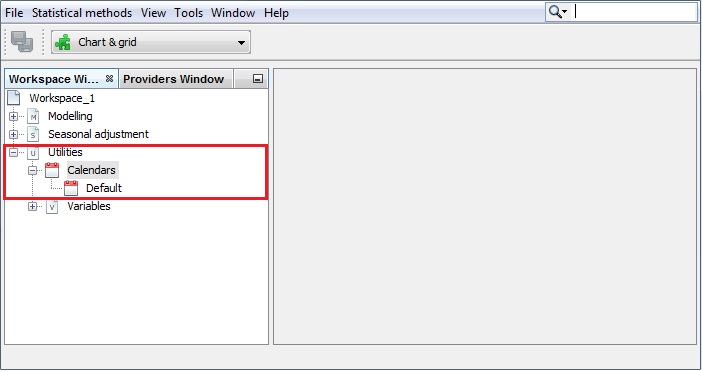 File Statistical methods View Tools Window Help
Chart & grid
Workspace Wi... Providers Window
Workspace_1
M Modelling
S Seasonal adjustment
U Utilities
Calendars
Default
V Variables